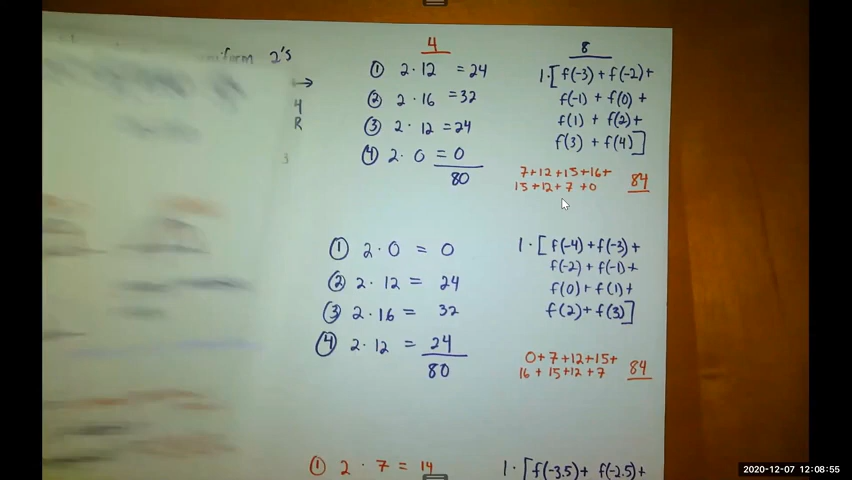 2's
4
8
① 2·12 = 24
1·[f(-3)+f(-2)+
② 2·16 = 32
f(-1) + f(0) +
③ 2·12 = 24
f(1) + f(2)+
④ 2·0 = 0
f(3) + f(4)]
80
7+12+15+16+
15+12+7+0
84
4
R
3
① 2·0 = 0
1·[f(-4)+f(-3)+
② 2·12 = 24
f(-2)+f(-1)+
③ 2·16 = 32
f(0)+f(1)+
④ 2·12 = 24
f(2)+f(3)]
80
0+7+12+15+
16+15+12+7
84
① 2·7 = 14
1·[f(-3.5)+ f(-2.5)+
2020-12-07 12:08:55